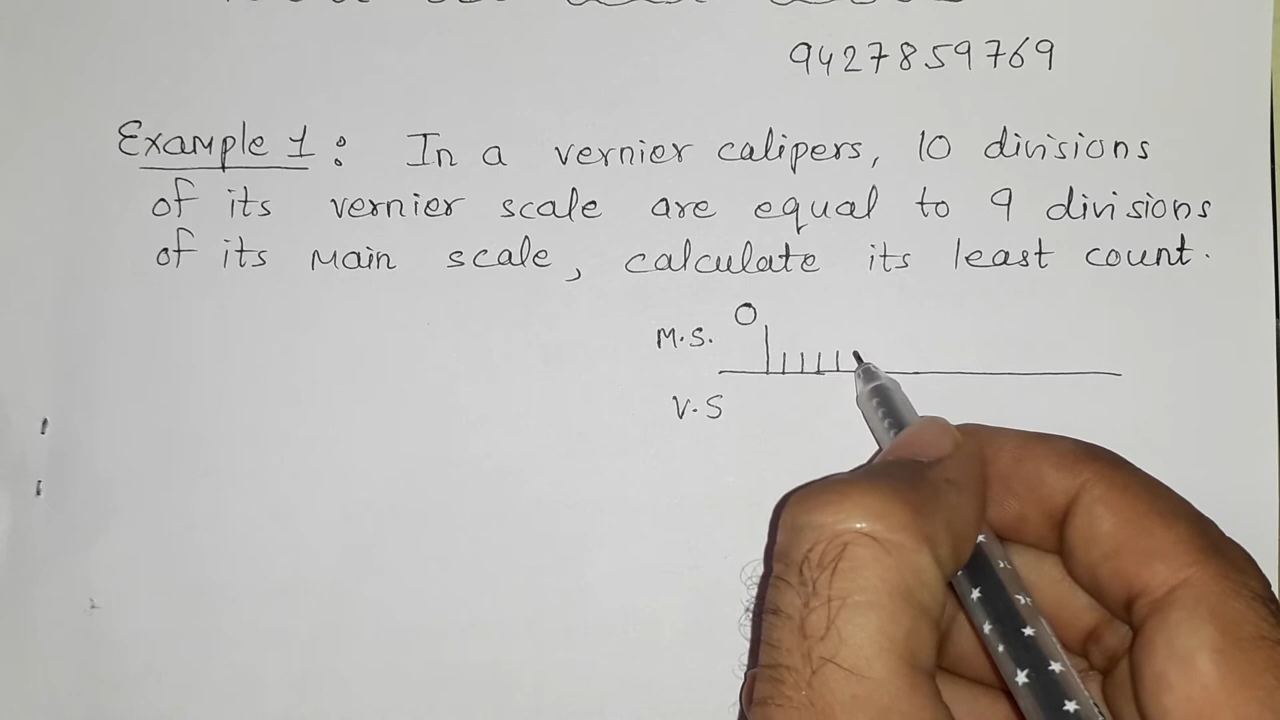 9427859769
Example 1: In a vernier calipers, 10 divisions
of its vernier scale are equal to 9 divisions
of its main scale, calculate its least count.
0
M.S.
V.S